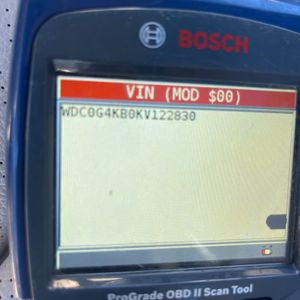 BOSCH
VIN (MOD $00)
WDC0G4KB0KV122830
ProGrade OBD II Scan Tool